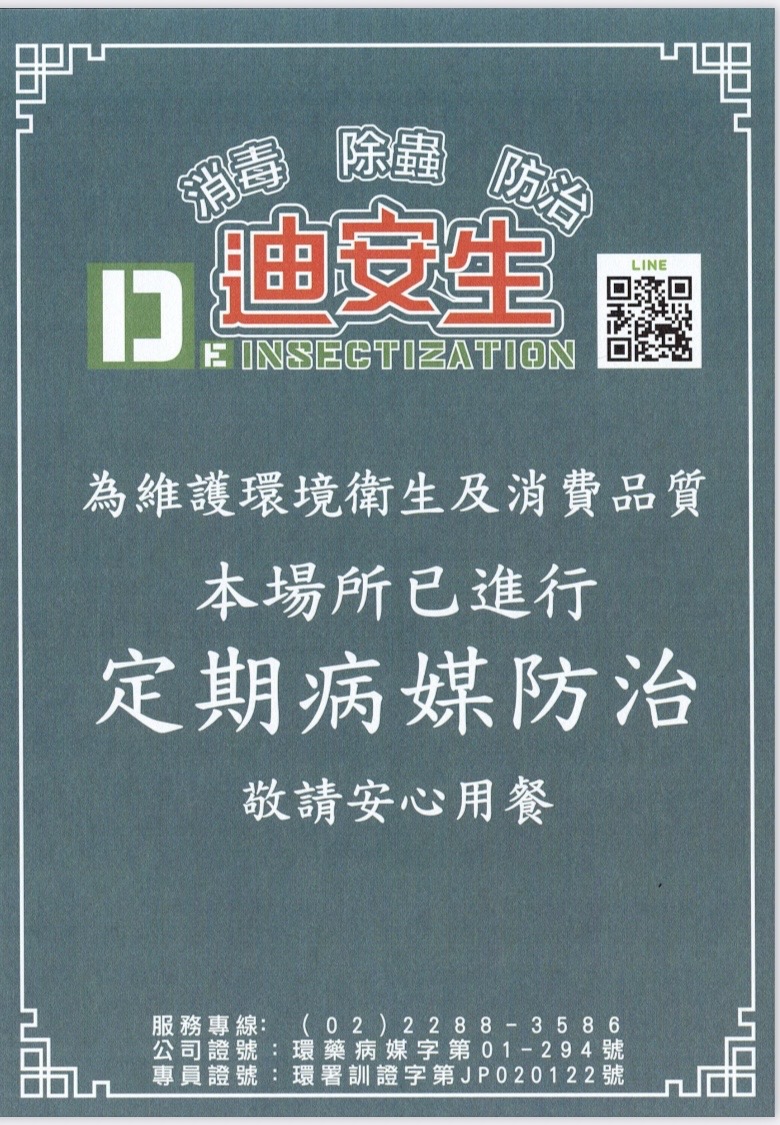 消毒 除蟲 防治
迪安生
LINE
DE INSECTIZATION
為維護環境衛生及消費品質
本場所已進行
定期病媒防治
敬請安心用餐
服務專線:(02)2288-3586
公司證號:環藥病媒字第01-294號
專員證號:環署訓證字第JP020122號